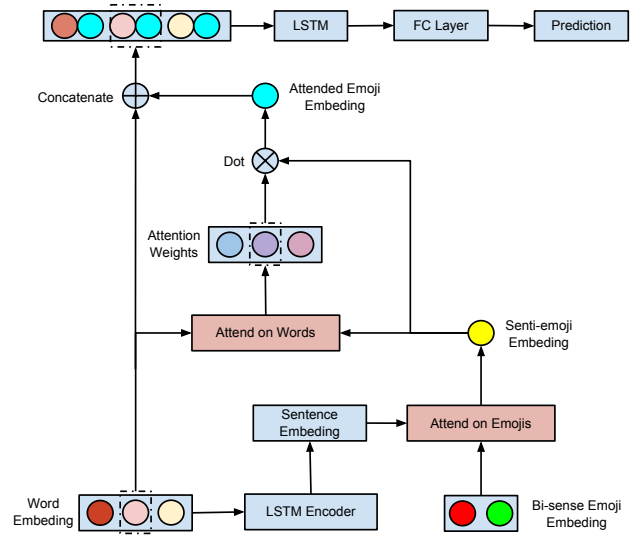 LSTM
FC Layer
Prediction
Concatenate
Attended Emoji
Embeding
Dot
Attention
Weights
Attend on Words
Senti-emoji
Embeding
Sentence
Embeding
Attend on Emojis
Word
Embeding
LSTM Encoder
Bi-sense Emoji
Embeding